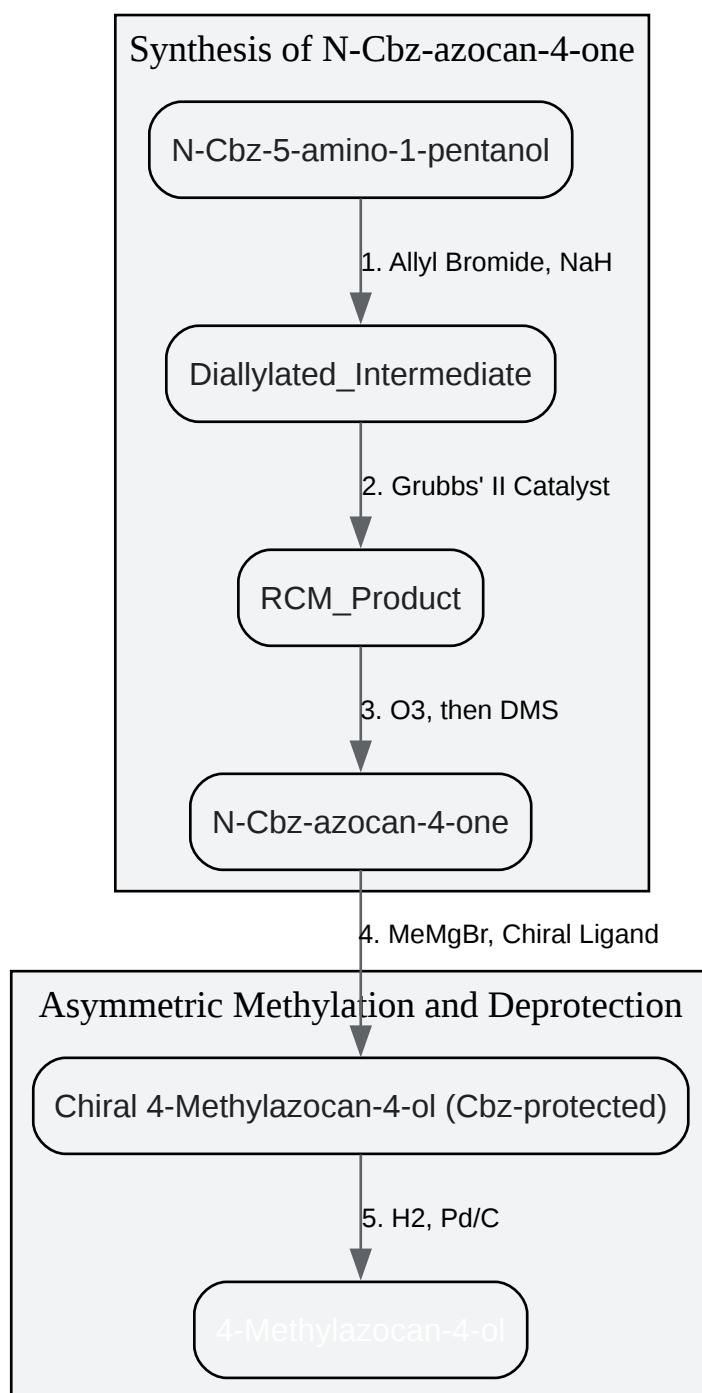 Synthesis of N-Cbz-azocan-4-one
N-Cbz-5-amino-1-pentanol
1. Allyl Bromide, NaH
Diallylated_Intermediate
2. Grubbs' II Catalyst
RCM_Product
3. O3, then DMS
N-Cbz-azocan-4-one
4. MeMgBr, Chiral Ligand
Asymmetric Methylation and Deprotection
Chiral 4-Methylazocan-4-ol (Cbz-protected)
5. H2, Pd/C
4-Methylazocan-4-ol